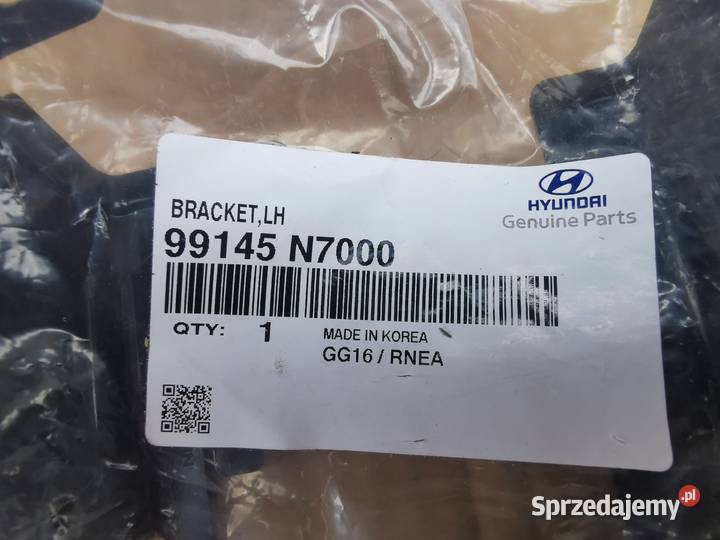 HYUNDAI
Genuine Parts
BRACKET,LH
99145 N7000
QTY: 1
MADE IN KOREA
GG16 / RNEA
Sprzedajemy.pl